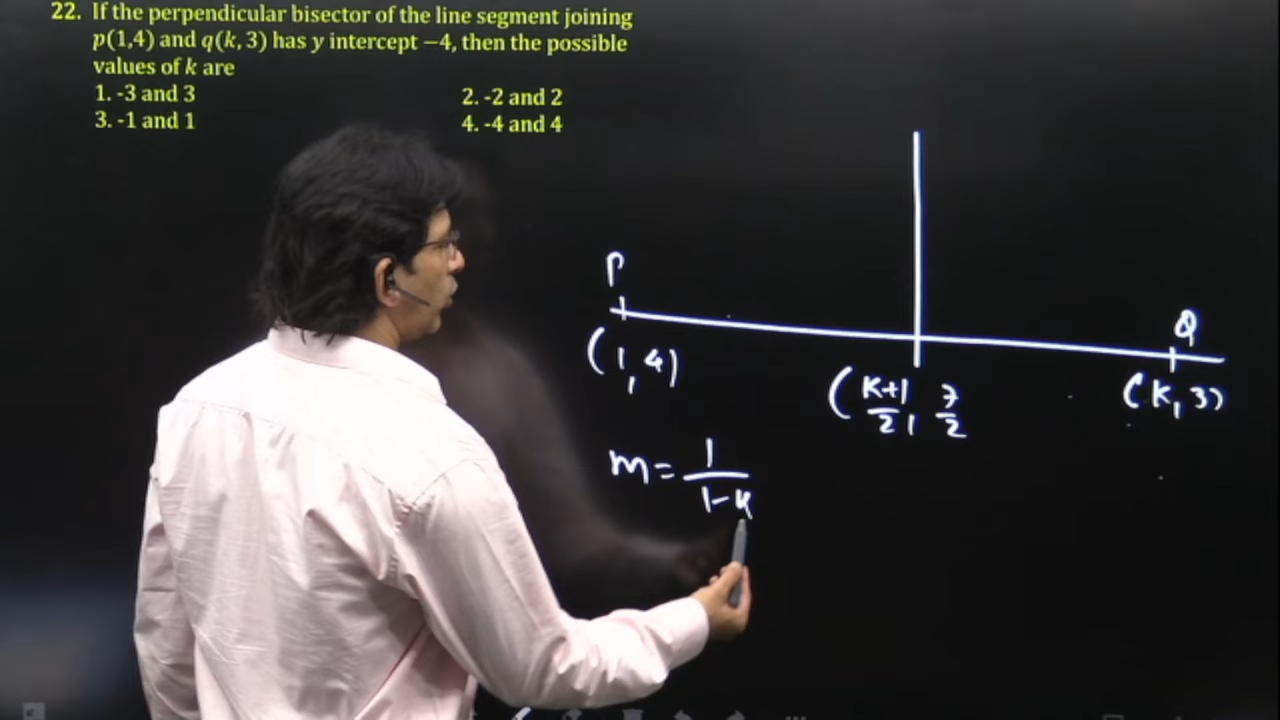 22. If the perpendicular bisector of the line segment joining
p(1,4) and q(k, 3) has y intercept −4, then the possible
values of k are
1. -3 and 3 2. -2 and 2
3. -1 and 1 4. -4 and 4
P
Q
(1, 4) (K+1/2, 7/2) (K, 3)
m = 1/1-K